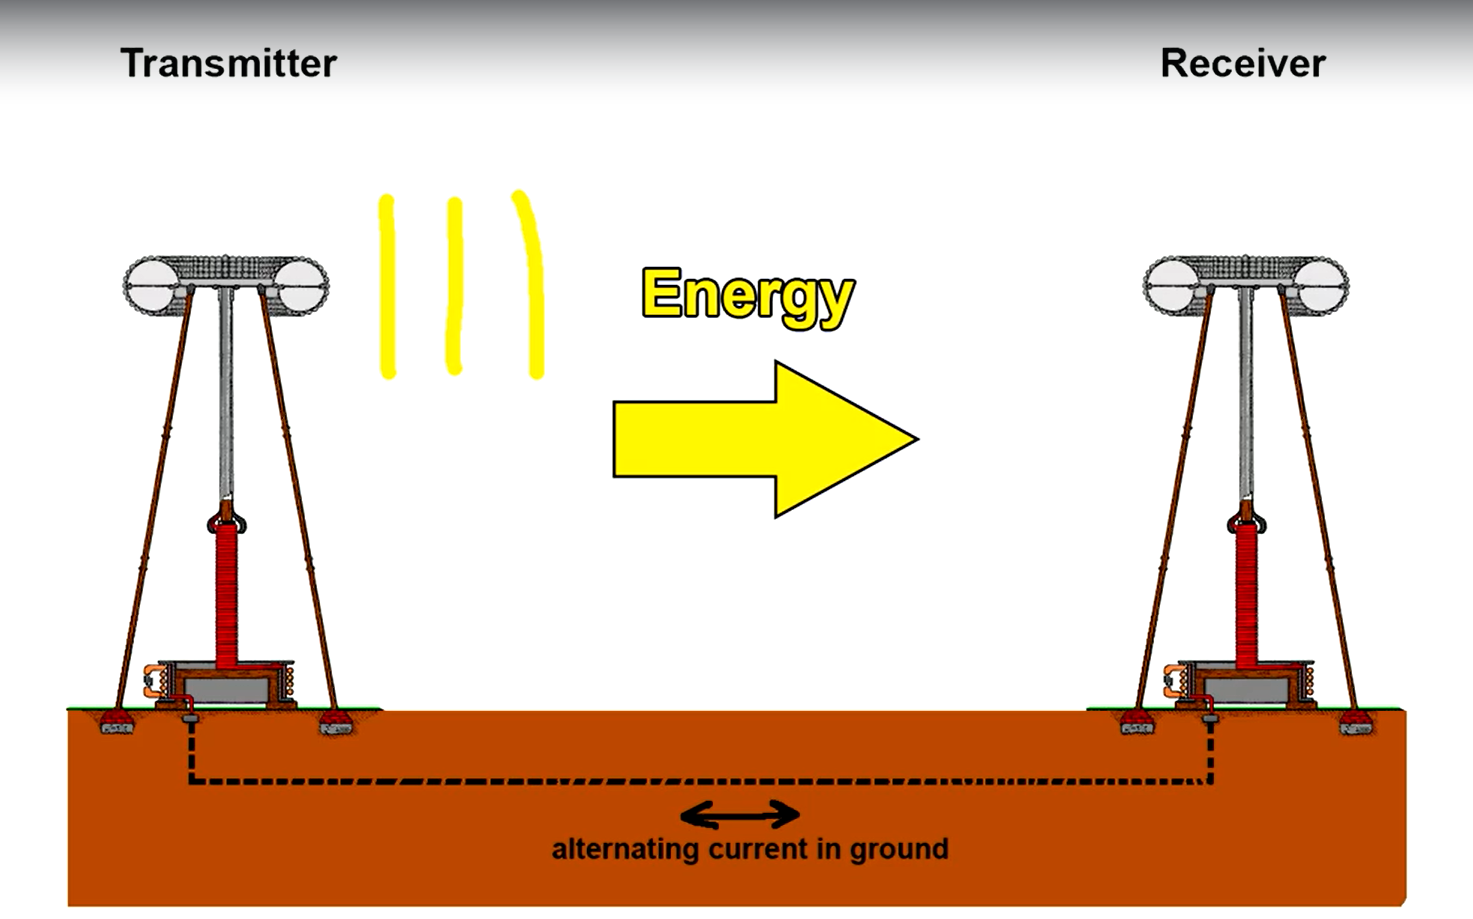 Transmitter
Receiver
Energy
alternating current in ground